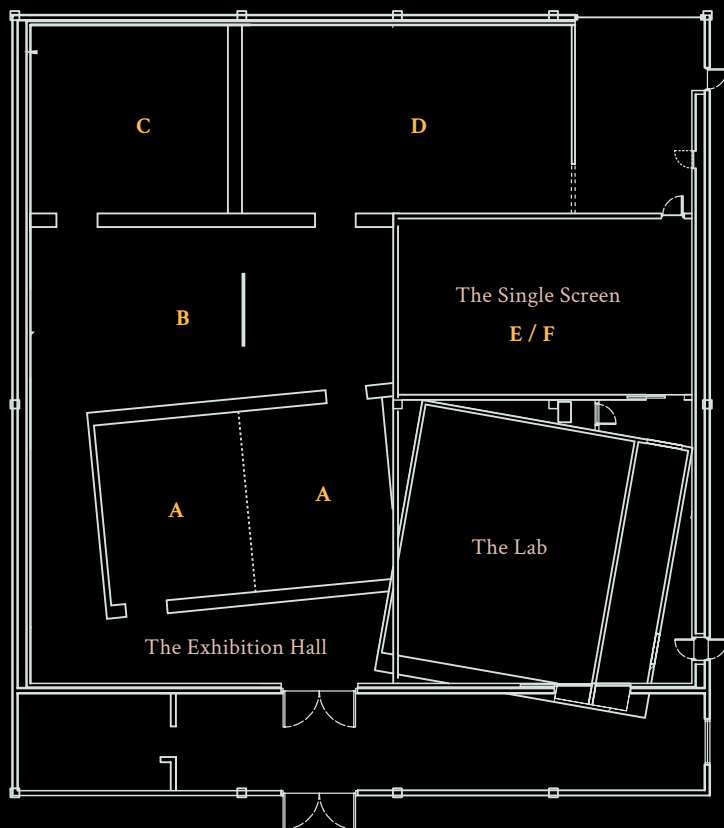 C
D
The Single Screen
E / F
B
A
A
The Lab
The Exhibition Hall